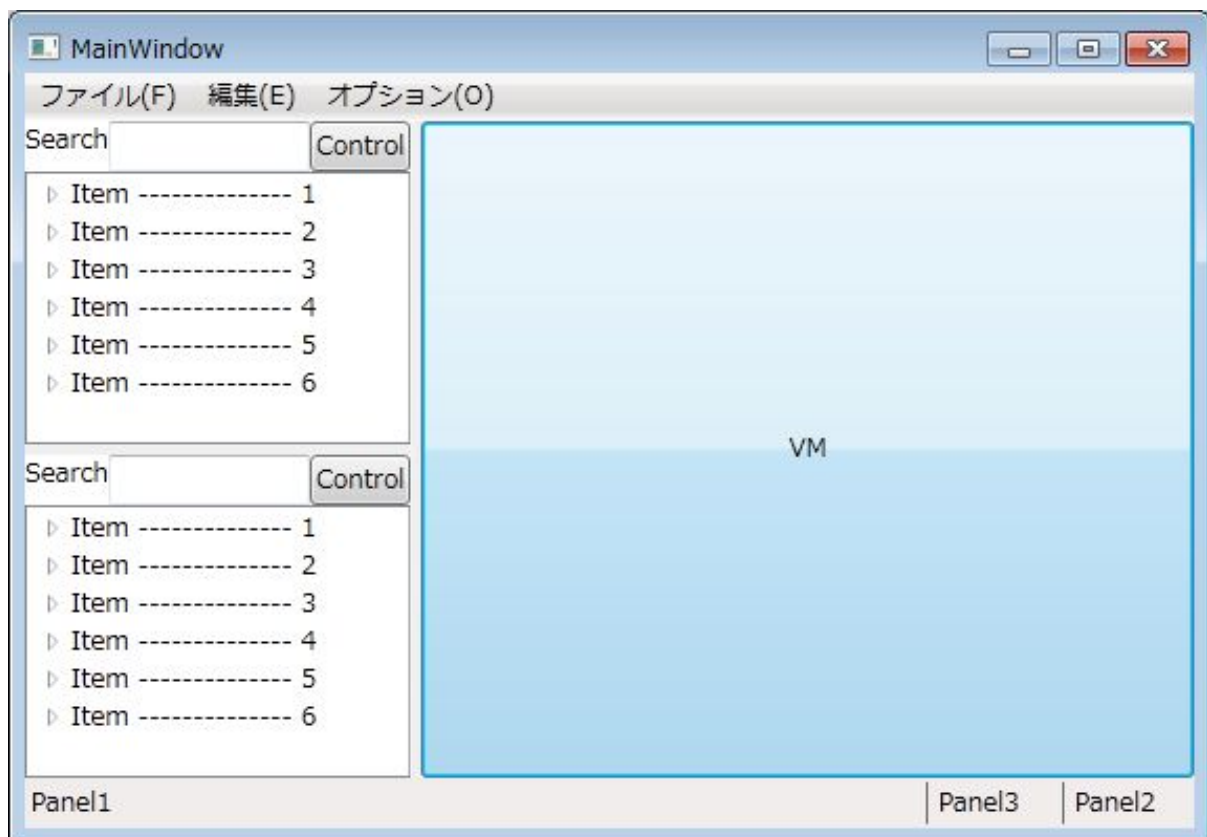 MainWindow
ファイル(F) 編集(E) オプション(O)
Search Control
Item -------------- 1
Item -------------- 2
Item -------------- 3
Item -------------- 4
Item -------------- 5
Item -------------- 6
Search Control
Item -------------- 1
Item -------------- 2
Item -------------- 3
Item -------------- 4
Item -------------- 5
Item -------------- 6
VM
Panel1 Panel3 Panel2